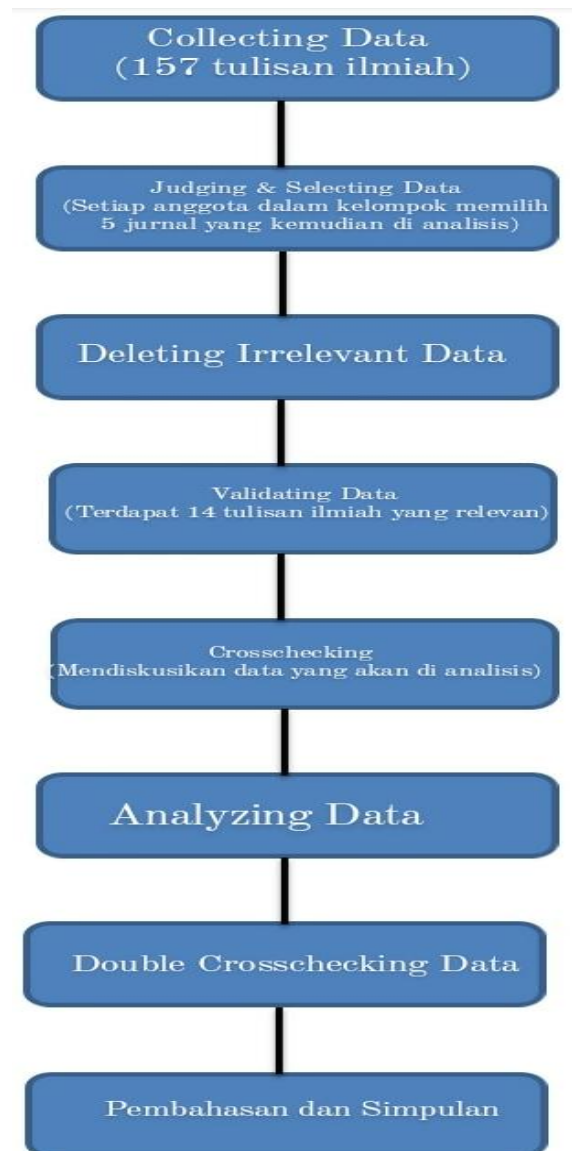 Collecting Data
(157 tulisan ilmiah)
Judging & Selecting Data
(Setiap anggota dalam kelompok memilih
5 jurnal yang kemudian di analisis)
Deleting Irrelevant Data
Validating Data
(Terdapat 14 tulisan ilmiah yang relevan)
Crosschecking
(Mendiskusikan data yang akan di analisis)
Analyzing Data
Double Crosschecking Data
Pembahasan dan Simpulan